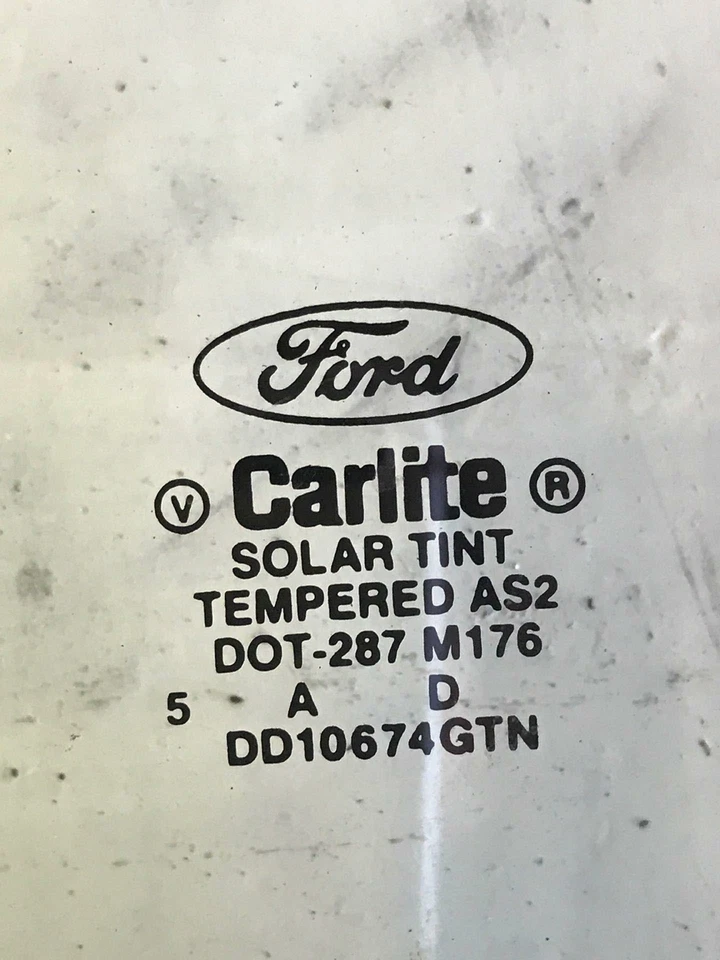 Ford
V Carlite ®
SOLAR TINT
TEMPERED AS2
DOT-287 M176
5 A D
DD10674GTN